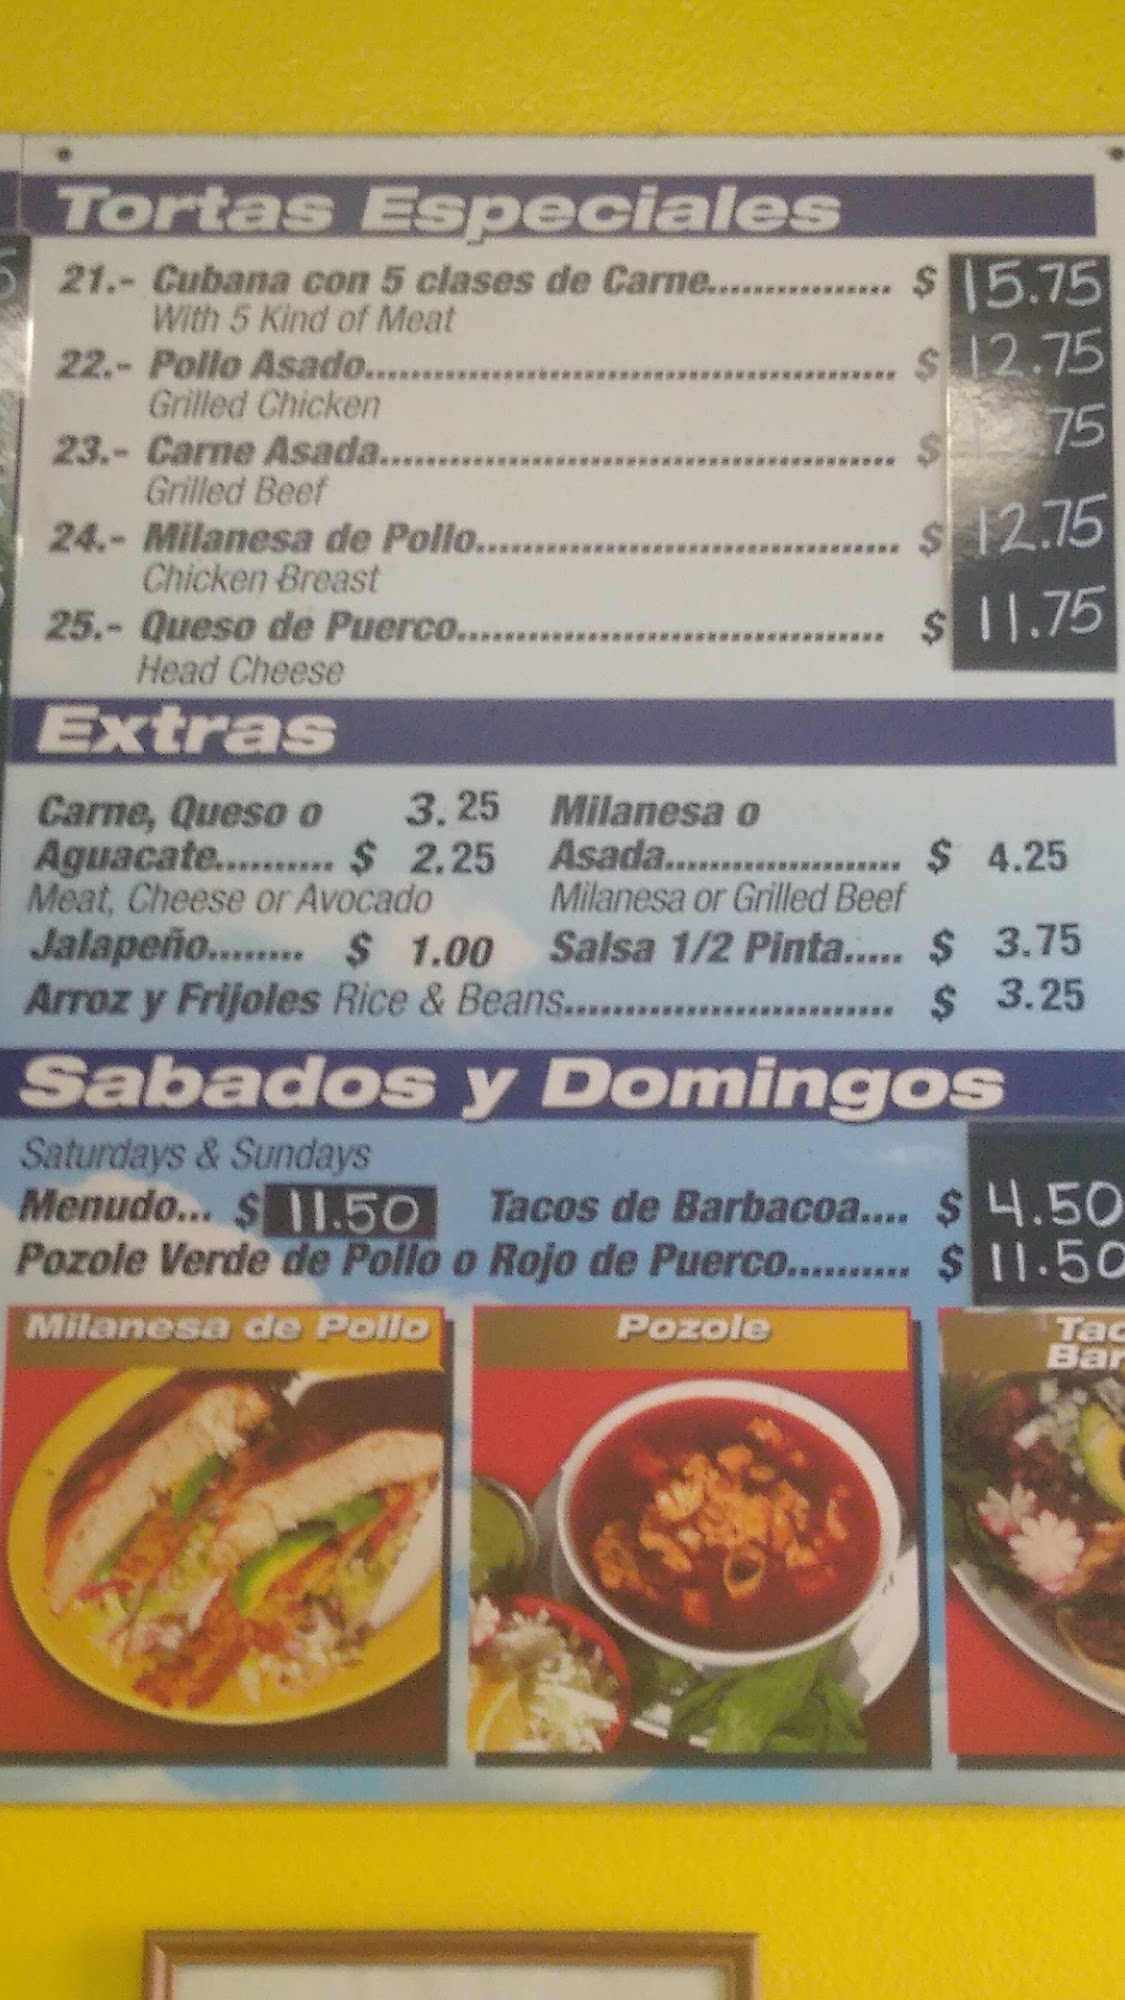 Tortas Especiales
21.- Cubana con 5 clases de Carne................ $ 15.75
With 5 Kind of Meat
22.- Pollo Asado.............................................. $ 12.75
Grilled Chicken
23.- Carne Asada............................................. $ 75
Grilled Beef
24.- Milanesa de Pollo..................................... $ 12.75
Chicken Breast
25.- Queso de Puerco..................................... $ 11.75
Head Cheese
Extras
Carne, Queso o 3.25 Milanesa o
Aguacate.......... $ 2.25 Asada.................... $ 4.25
Meat, Cheese or Avocado Milanesa or Grilled Beef
Jalapeño........ $ 1.00 Salsa 1/2 Pinta..... $ 3.75
Arroz y Frijoles Rice & Beans............................ $ 3.25
Sabados y Domingos
Saturdays & Sundays
Menudo... $ 11.50 Tacos de Barbacoa.... $ 4.50
Pozole Verde de Pollo o Rojo de Puerco.......... $ 11.50
Milanesa de Pollo Pozole Tac
Bar